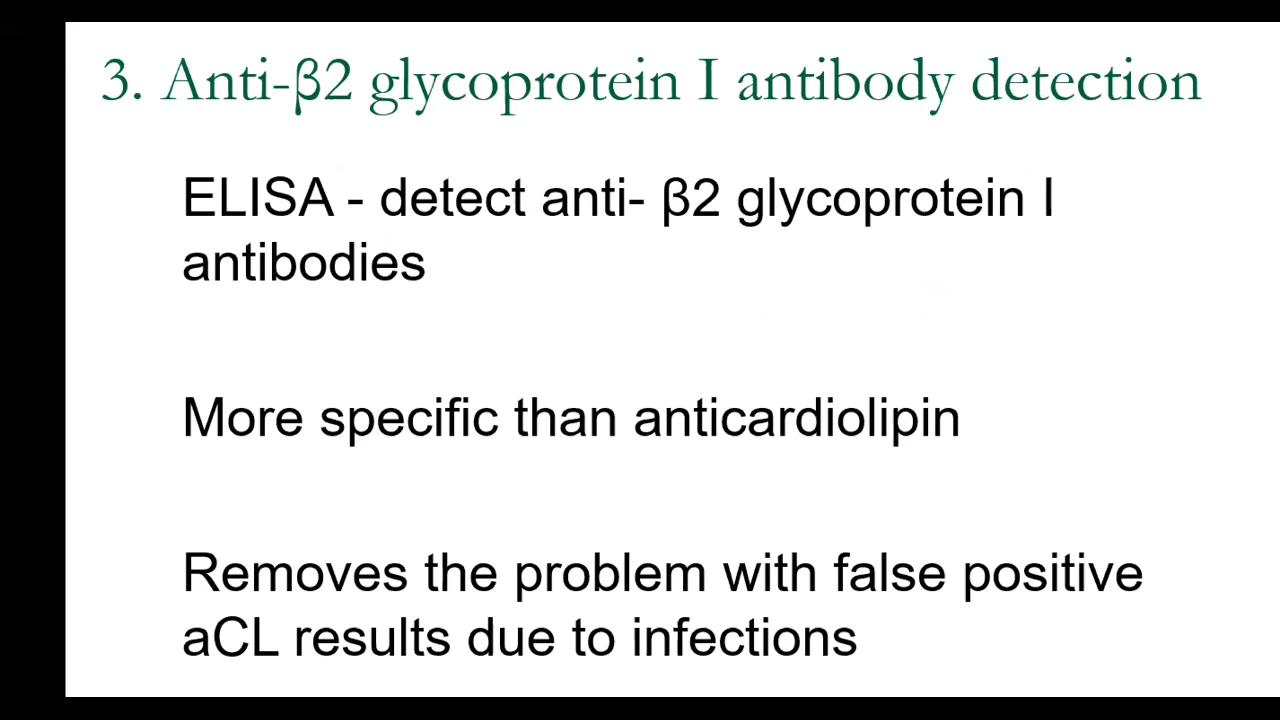 3. Anti-β2 glycoprotein I antibody detection
ELISA - detect anti- β2 glycoprotein I
antibodies
More specific than anticardiolipin
Removes the problem with false positive
aCL results due to infections